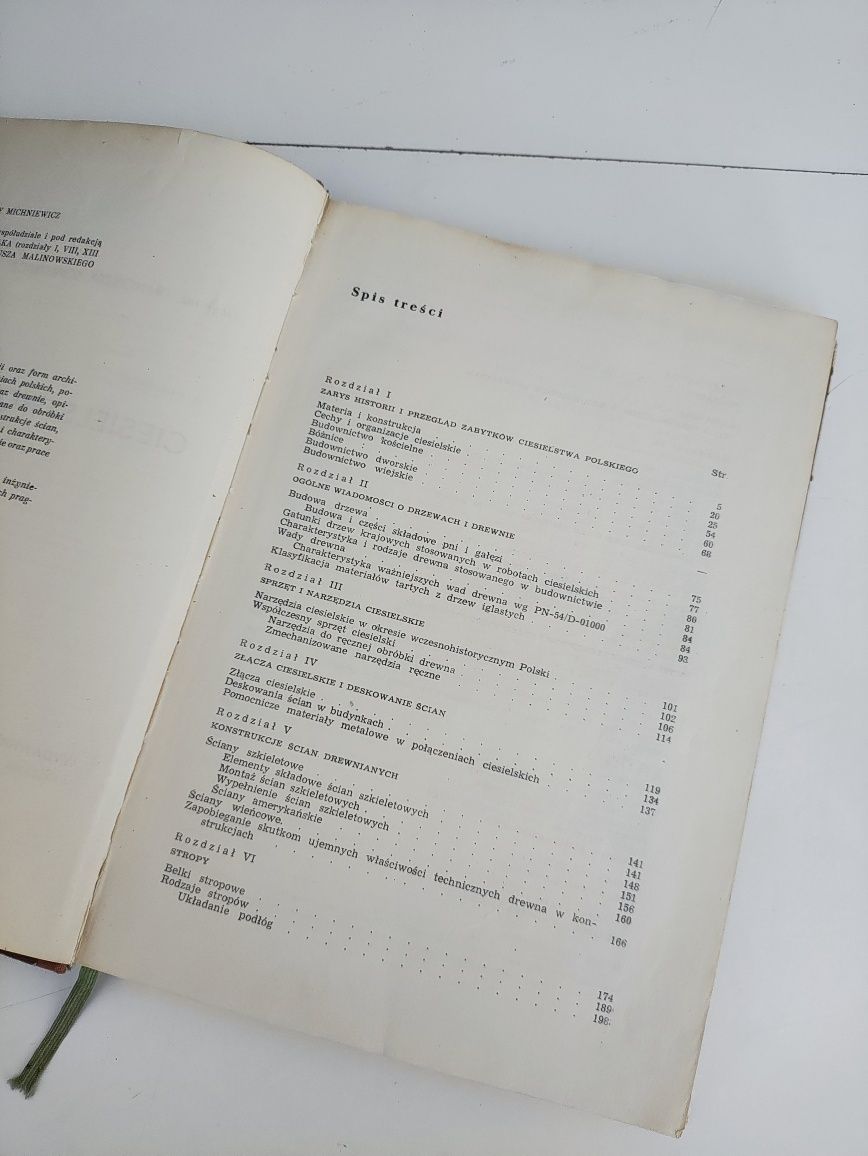 MICHNIEWICZ
współudziale i pod redakcją
(rozdziały I, VIII, XIII
MALINOWSKIEGO
oraz form archi-
polskich, po-
drewnie, opi-
do obróbki
ścian,
i charaktery-
oraz prace
inżynie-
prag-
Spis treści
Str
Rozdział I
ZARYS HISTORII I PRZEGLĄD ZABYTKÓW CIESIELSTWA POLSKIEGO
Materia i konstrukcja . . . 5
Cechy i organizacje ciesielskie . . . 20
Budownictwo kościelne . . . 25
Bóżnice . . . 54
Budownictwo dworskie . . . 60
Budownictwo wiejskie . . . 68
Rozdział II
OGÓLNE WIADOMOŚCI O DRZEWACH I DREWNIE —
Budowa drzewa . . . 75
Budowa i części składowe pni i gałęzi . . . 77
Gatunki drzew krajowych stosowanych w robotach ciesielskich . . . 80
Charakterystyka i rodzaje drewna stosowanego w budownictwie . . . 81
Wady drewna . . . 84
Charakterystyka ważniejszych wad drewna wg PN-54/D-01000 . . . 84
Klasyfikacja materiałów tartych z drzew iglastych . . . 93
Rozdział III
SPRZĘT I NARZĘDZIA CIESIELSKIE
Narzędzia ciesielskie w okresie wczesnohistorycznym Polski . . . 101
Współczesny sprzęt ciesielski . . . 102
Narzędzia do ręcznej obróbki drewna . . . 106
Zmechanizowane narzędzia ręczne . . . 114
Rozdział IV
ZŁĄCZA CIESIELSKIE I DESKOWANIE ŚCIAN
Złącza ciesielskie . . . 119
Deskowania ścian w budynkach . . . 134
Pomocnicze materiały metalowe w połączeniach ciesielskich . . . 137
Rozdział V
KONSTRUKCJE ŚCIAN DREWNIANYCH
Ściany szkieletowe . . . 141
Elementy składowe ścian szkieletowych . . . 141
Montaż ścian szkieletowych . . . 148
Wypełnienie ścian szkieletowych . . . 151
Ściany amerykańskie . . . 156
Ściany wieńcowe. . . . 160
Zapobieganie skutkom ujemnych właściwości technicznych drewna w kon-
strukcjach . . . 166
Rozdział VI
STROPY
Belki stropowe . . . 174
Rodzaje stropów . . . 189
Układanie podłóg . . . 198